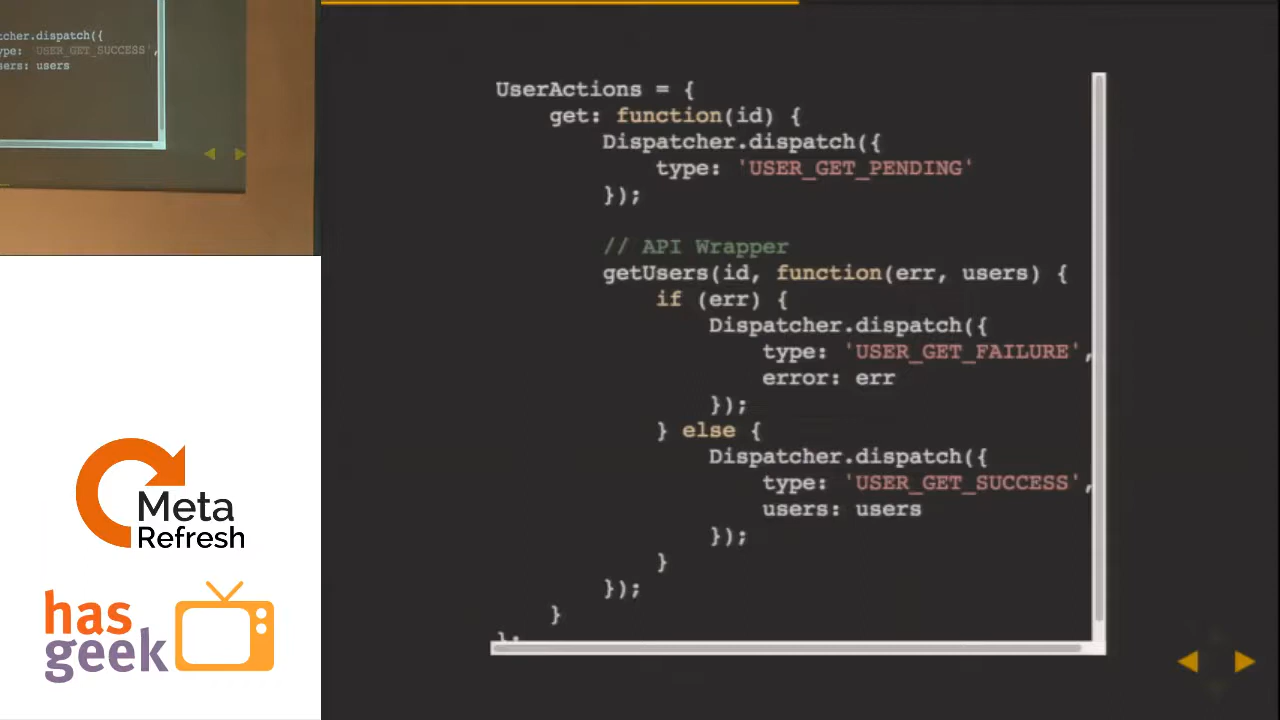 tcher.dispatch({
ype: 'USER_GET_SUCCESS',
sers: users
UserActions = {
get: function(id) {
Dispatcher.dispatch({
type: 'USER_GET_PENDING'
});
// API Wrapper
getUsers(id, function(err, users) {
if (err) {
Dispatcher.dispatch({
type: 'USER_GET_FAILURE',
error: err
});
} else {
Dispatcher.dispatch({
type: 'USER_GET_SUCCESS',
users: users
});
}
});
}
};
Meta
Refresh
has
geek